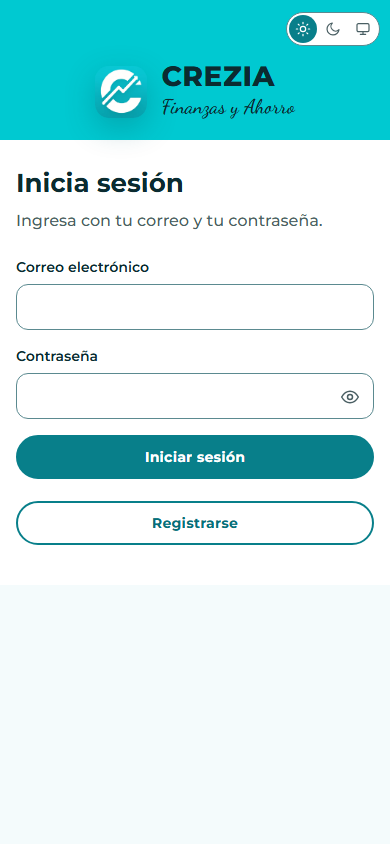 CREZIA
Finanzas y Ahorro
Inicia sesión
Ingresa con tu correo y tu contraseña.
Correo electrónico
Contraseña
Iniciar sesión
Registrarse